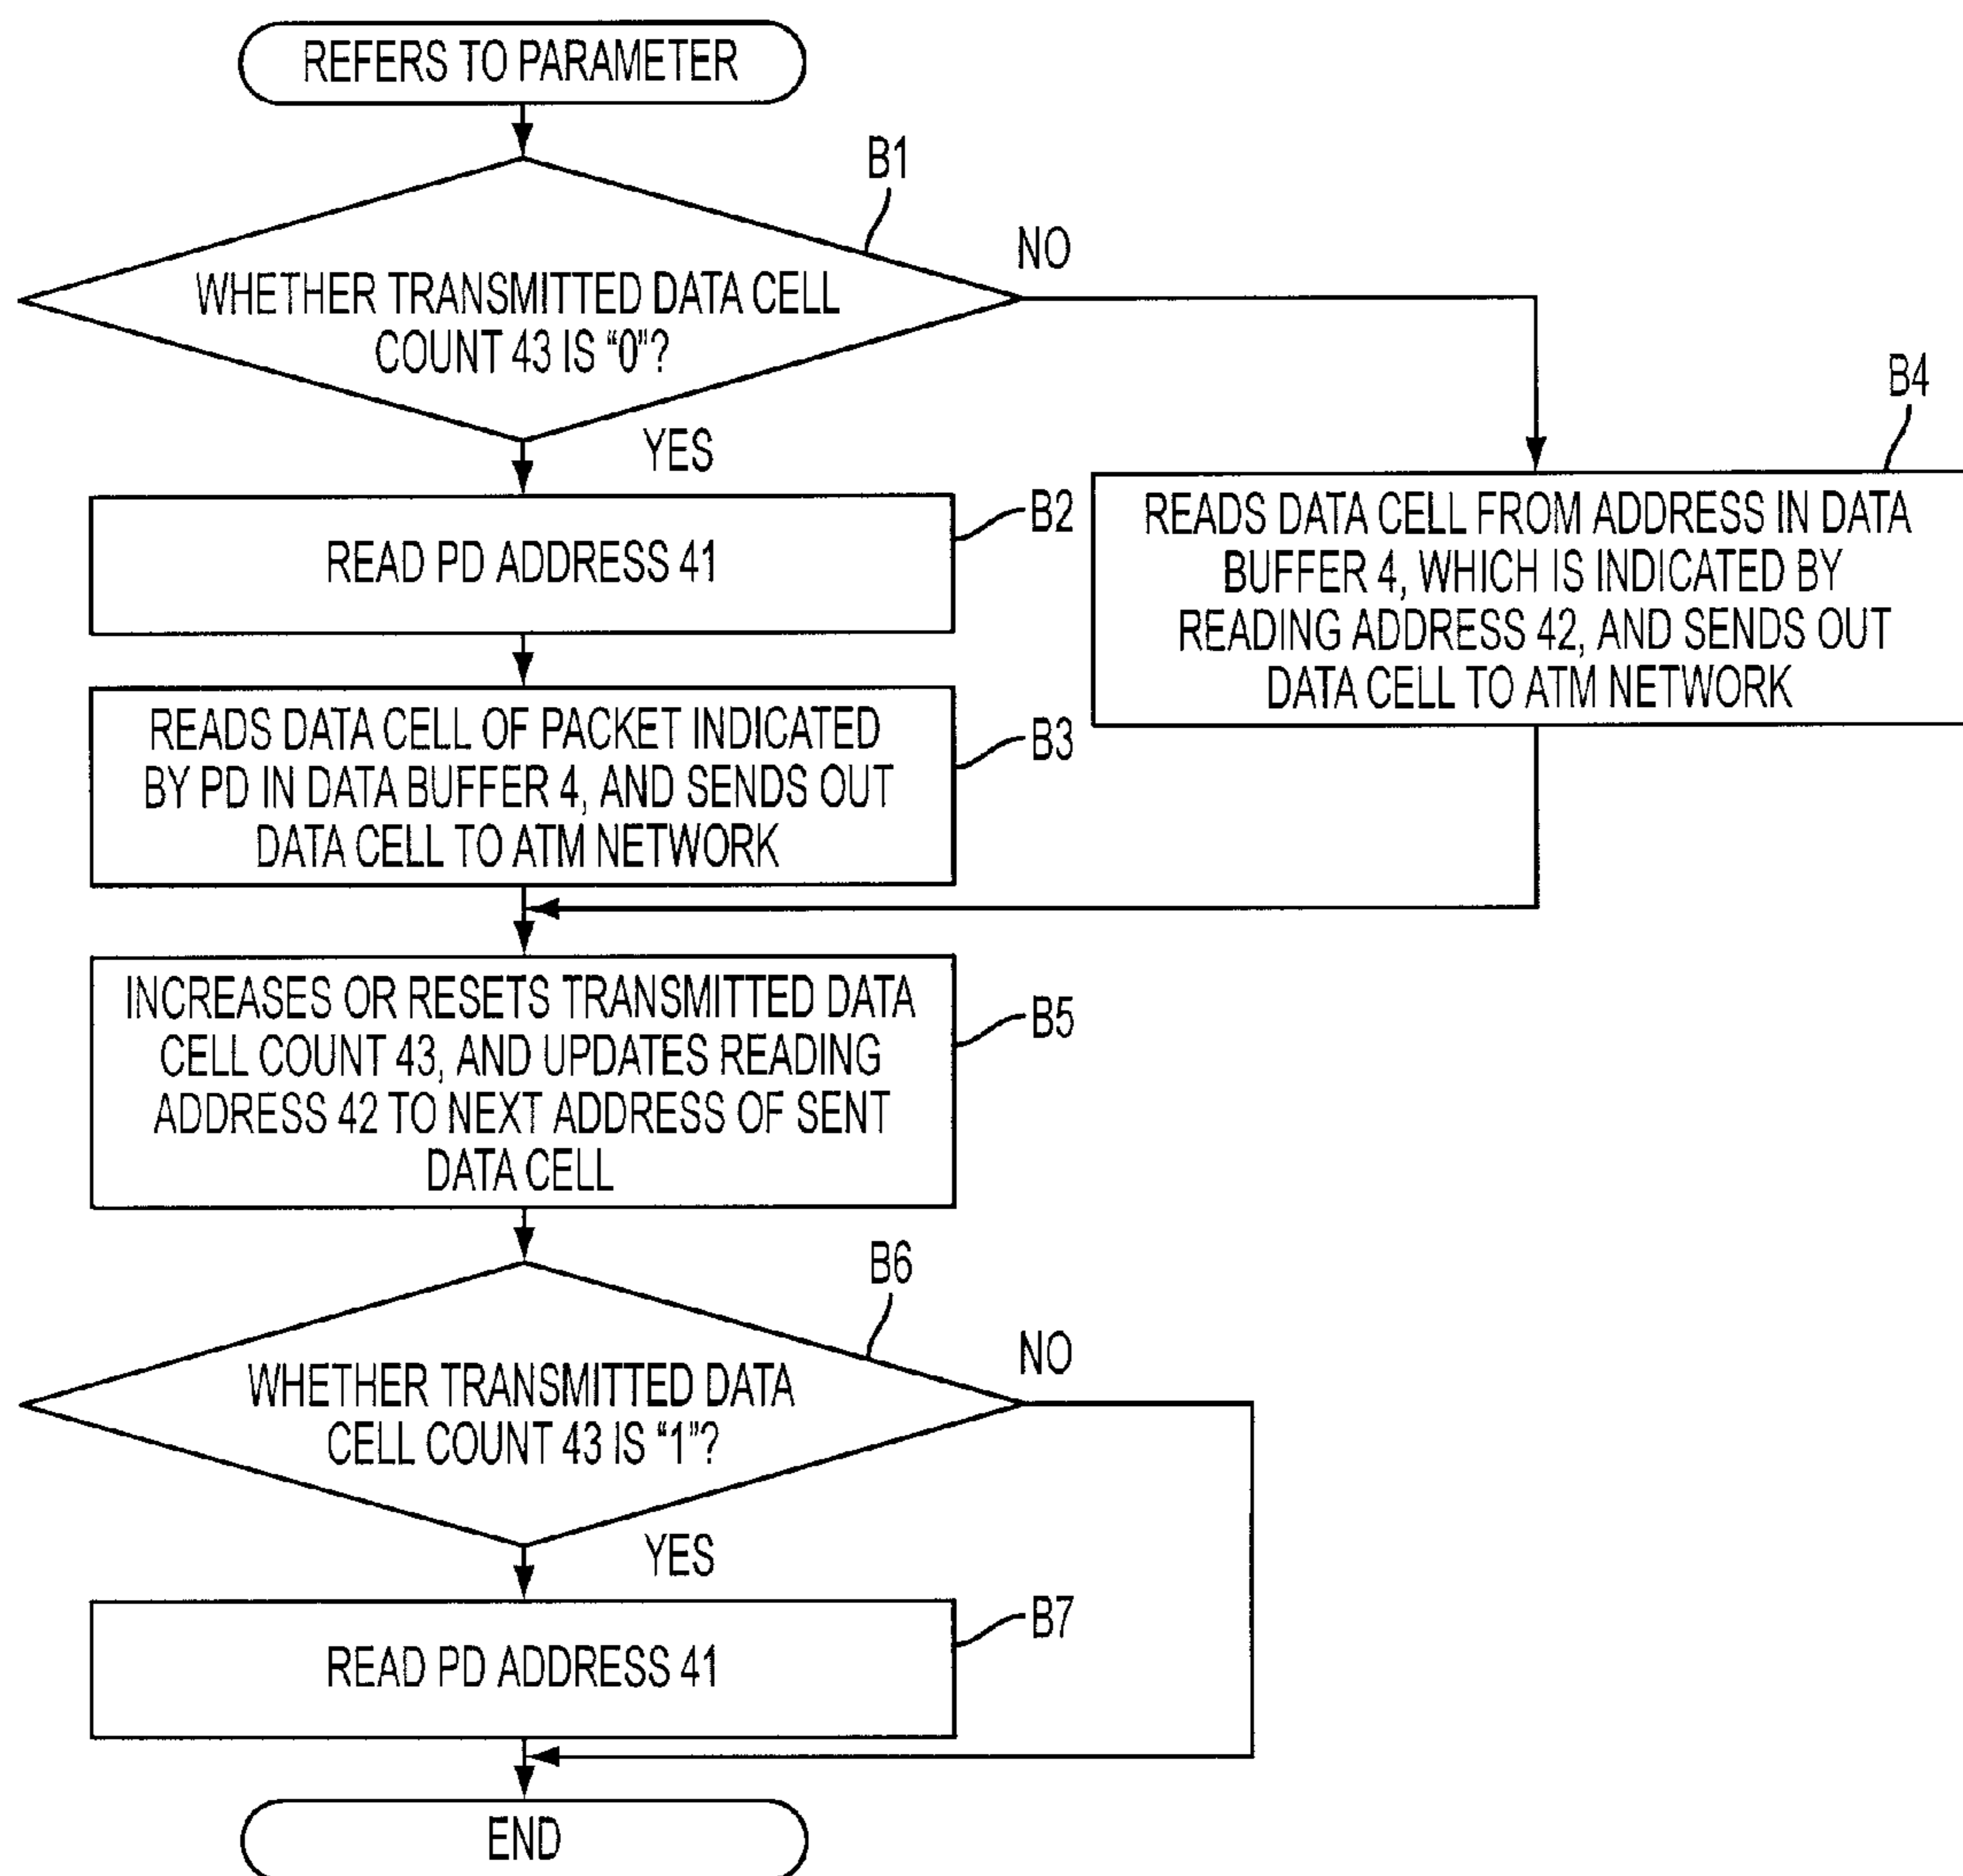 REFERS TO PARAMETER
B1
NO
WHETHER TRANSMITTED DATA CELL
COUNT 43 IS “0”?
YES
B4
READS DATA CELL FROM ADDRESS IN DATA
BUFFER 4, WHICH IS INDICATED BY
READING ADDRESS 42, AND SENDS OUT
DATA CELL TO ATM NETWORK
B2
READ PD ADDRESS 41
B3
READS DATA CELL OF PACKET INDICATED
BY PD IN DATA BUFFER 4, AND SENDS OUT
DATA CELL TO ATM NETWORK
B5
INCREASES OR RESETS TRANSMITTED DATA
CELL COUNT 43, AND UPDATES READING
ADDRESS 42 TO NEXT ADDRESS OF SENT
DATA CELL
B6
NO
WHETHER TRANSMITTED DATA
CELL COUNT 43 IS “1”?
YES
B7
READ PD ADDRESS 41
END